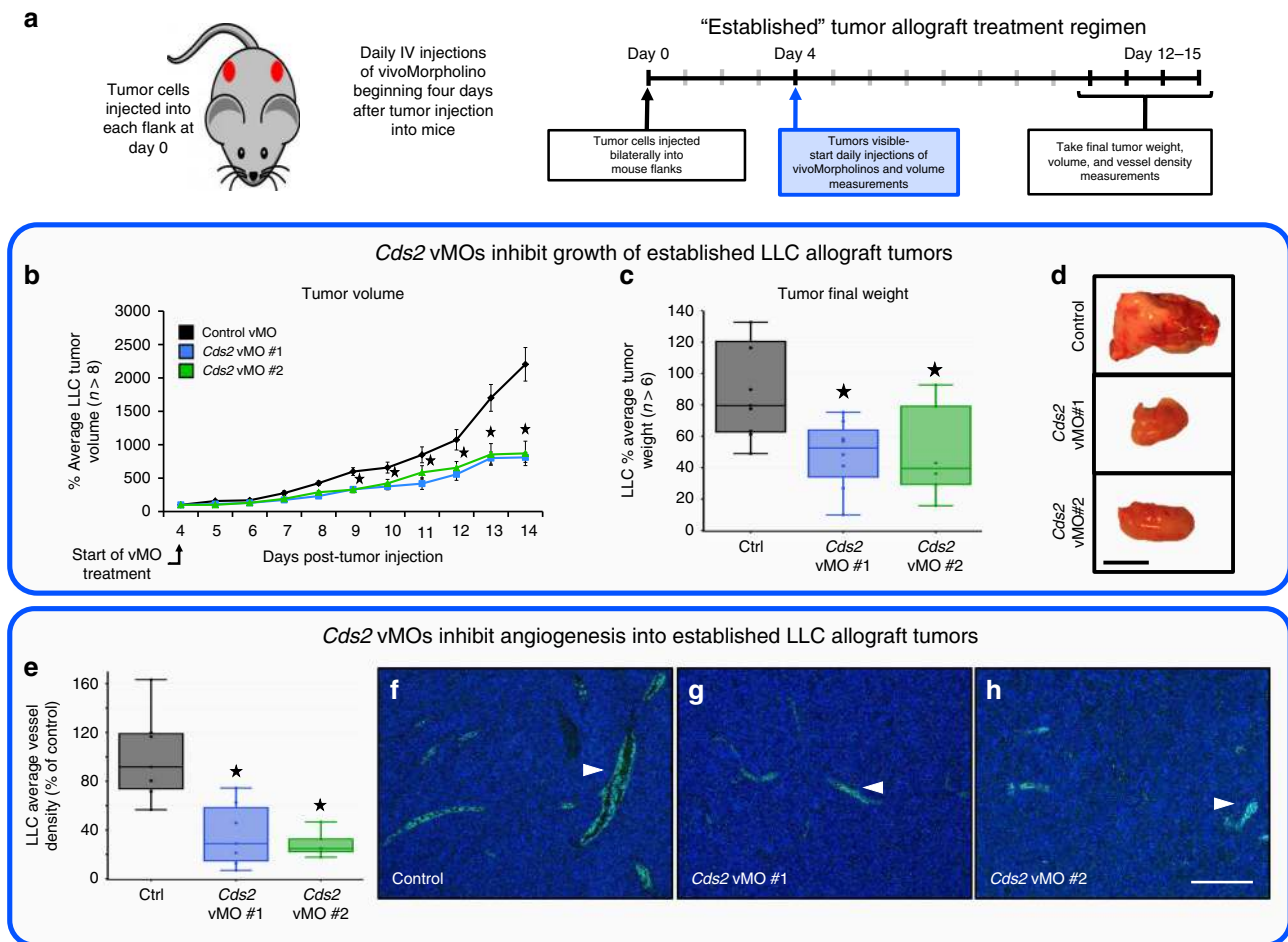 a
Tumor cells
injected into
each flank at
day 0
Daily IV injections
of vivoMorpholino
beginning four days
after tumor injection
into mice
“Established” tumor allograft treatment regimen
Day 0
Day 4
Day 12–15
Tumor cells injected
bilaterally into
mouse flanks
Tumors visible-
start daily injections of
vivoMorpholinos and volume
measurements
Take final tumor weight,
volume, and vessel density
measurements
Cds2 vMOs inhibit growth of established LLC allograft tumors
b
Tumor volume
% Average LLC tumor
volume (n > 8)
3000
2500
2000
1500
1000
500
0
Control vMO
Cds2 vMO #1
Cds2 vMO #2
4 5 6 7 8 9 10 11 12 13 14
Start of vMO
treatment
Days post-tumor injection
c
Tumor final weight
LLC % average tumor
weight (n > 6)
140
120
100
80
60
40
20
0
Ctrl
Cds2
vMO #1
Cds2
vMO #2
d
Control
Cds2
vMO#1
Cds2
vMO#2
Cds2 vMOs inhibit angiogenesis into established LLC allograft tumors
e
LLC average vessel
density (% of control)
160
120
80
40
0
Ctrl
Cds2
vMO #1
Cds2
vMO #2
f
Control
g
Cds2 vMO #1
h
Cds2 vMO #2